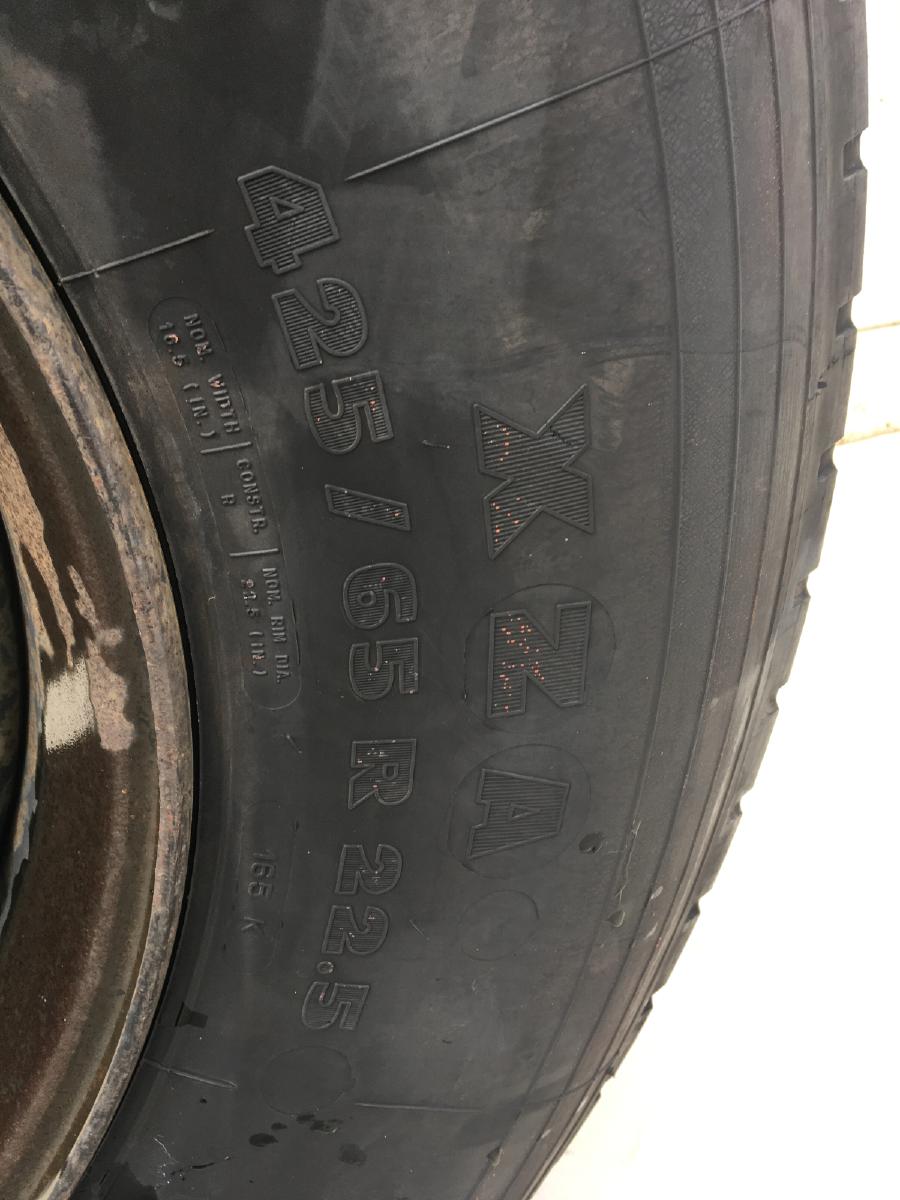 XZA
425/65 R 22.5
NOM. WIDTH
16.5 (IN.)
CONSTR.
R
NOM. RIM DIA.
22.5 (IN.)
165 K